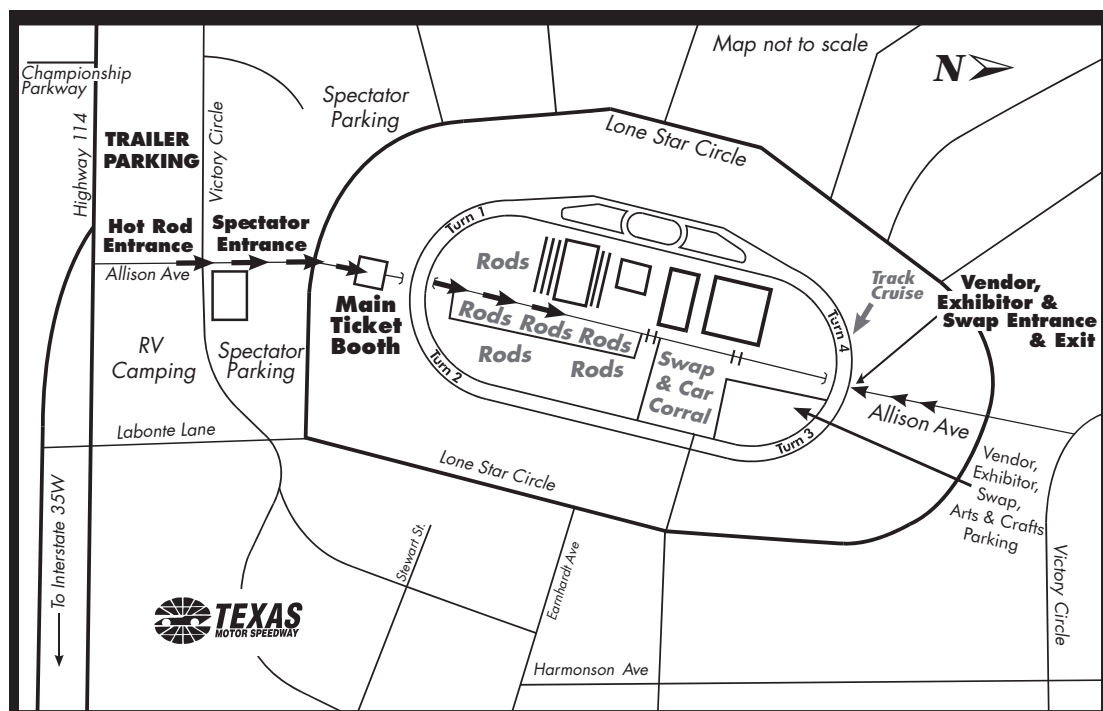 Map not to scale
N
Championship
Parkway
Highway 114
TRAILER
PARKING
Victory Circle
Spectator
Parking
Lone Star Circle
Hot Rod
Entrance
Spectator
Entrance
Allison Ave
Main
Ticket
Booth
Turn 1
Rods
Rods Rods Rods
Rods
Rods
Turn 2
Swap
& Car
Corral
Turn 3
Turn 4
Track
Cruise
Vendor,
Exhibitor &
Swap Entrance
& Exit
Allison Ave
Vendor,
Exhibitor,
Swap,
Arts & Crafts
Parking
Victory Circle
RV
Camping
Spectator
Parking
Labonte Lane
Lone Star Circle
To Interstate 35W
Stewart St.
Earnhardt Ave
Harmonson Ave
TEXAS
MOTOR SPEEDWAY